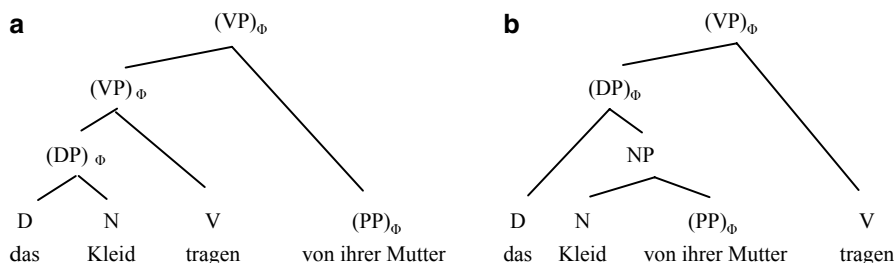 a
(VP)Φ
(VP) Φ
(DP) Φ
D N V (PP)Φ
das Kleid tragen von ihrer Mutter
b
(VP)Φ
(DP)Φ
NP
D N (PP)Φ V
das Kleid von ihrer Mutter tragen